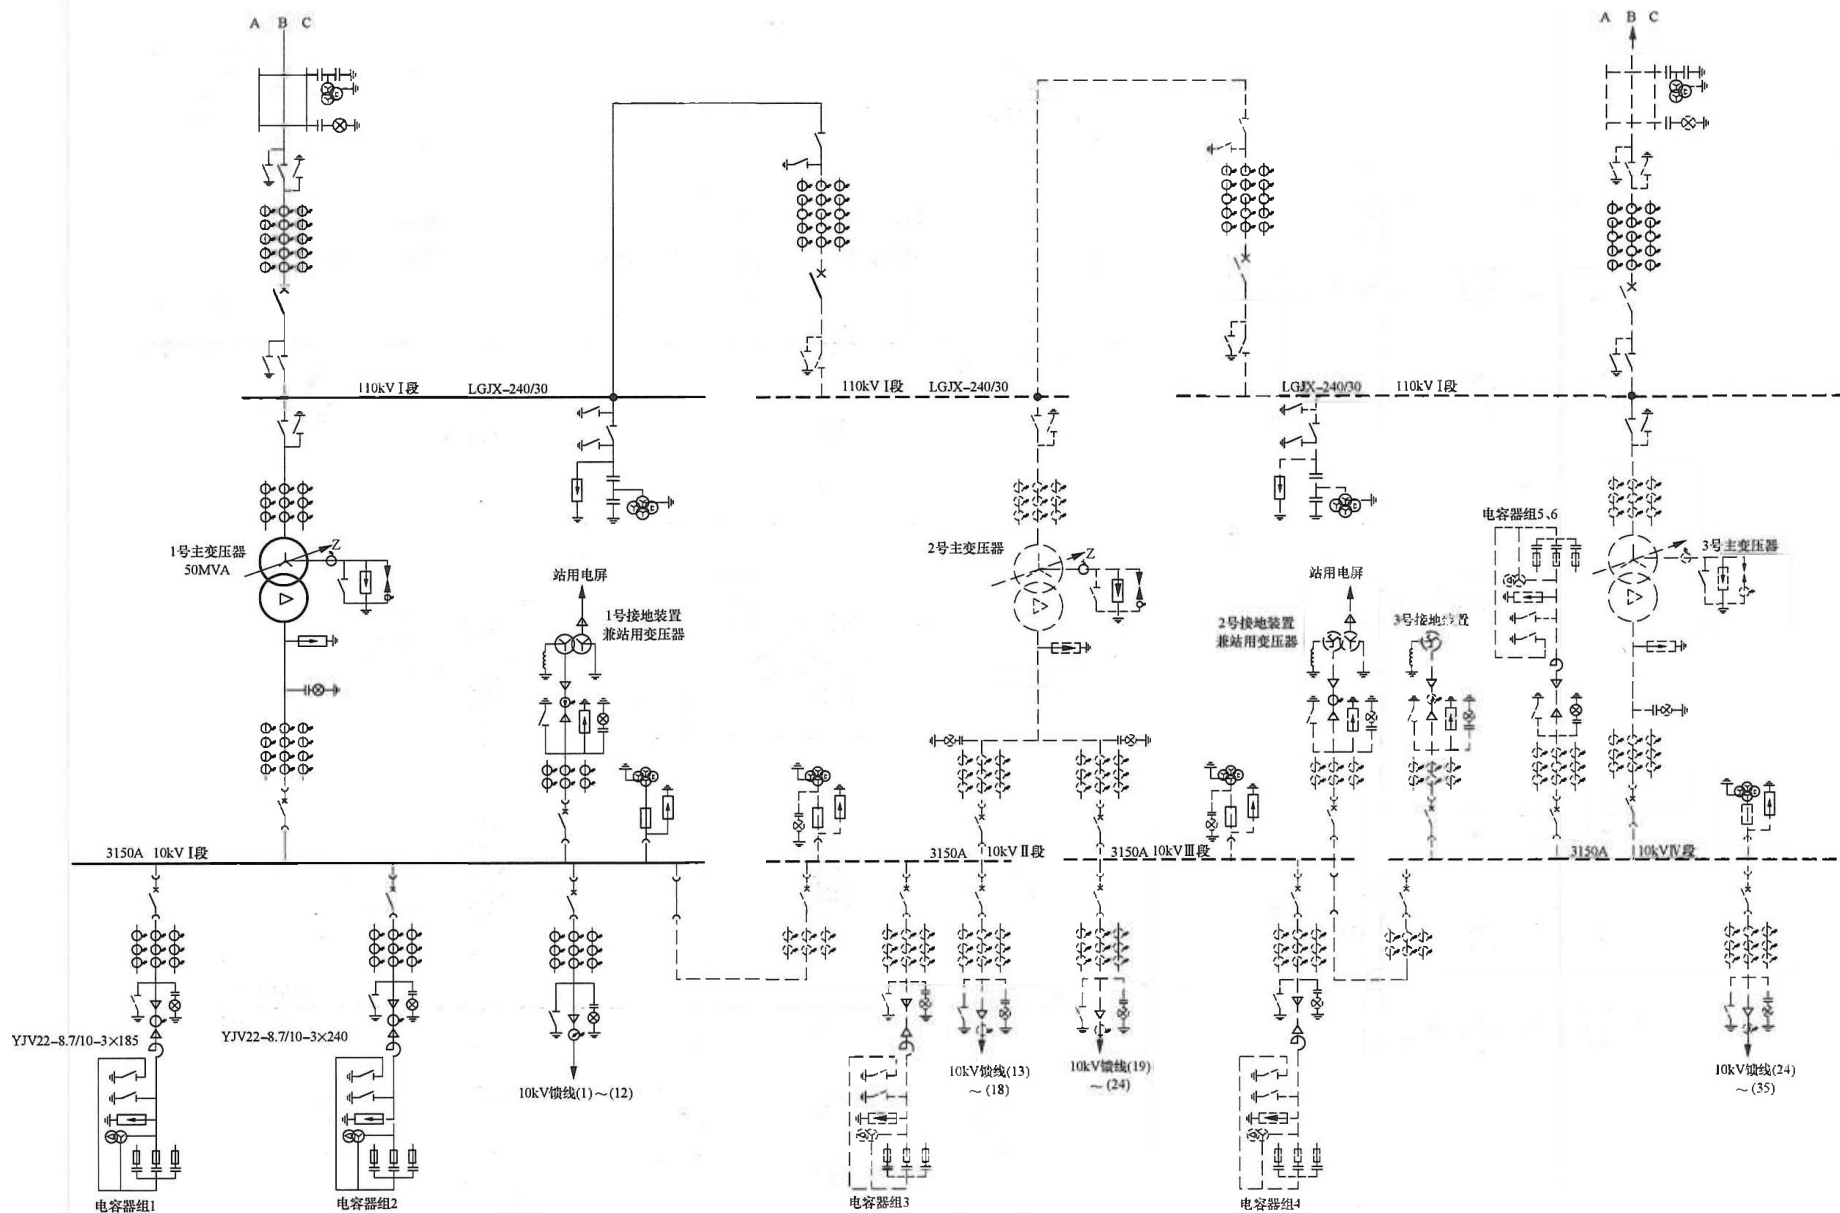 A B C
A B C
110kV I段
LGJX-240/30
110kV I段
LGJX-240/30
LGJX-240/30
110kV I段
电容器组5、6
1号主变压器
50MVA
Z
2号主变压器
Z
3号主变压器
站用电屏
1号接地装置
兼站用变压器
站用电屏
2号接地装置
兼站用变压器
3号接地装置
3150A 10kV I段
3150A 10kV II段
3150A 10kV III段
3150A 10kV IV段
YJV22-8.7/10-3×185
YJV22-8.7/10-3×240
10kV馈线(1)～(12)
10kV馈线(13)
～(18)
10kV馈线(19)
～(24)
10kV馈线(24)
～(35)
电容器组1
电容器组2
电容器组3
电容器组4